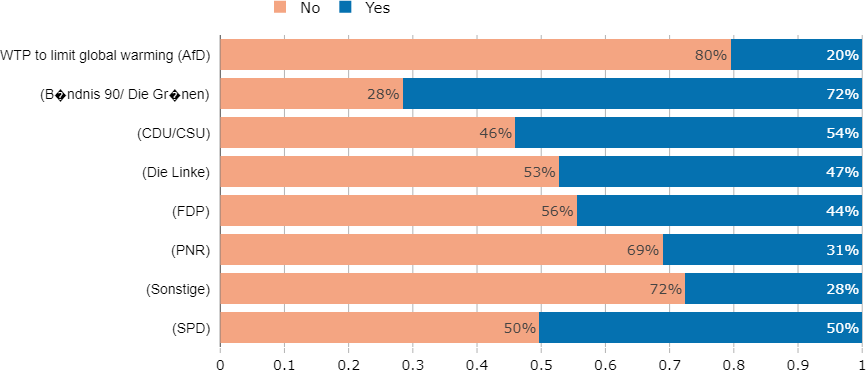 No Yes
WTP to limit global warming (AfD) 80% 20%
(B�ndnis 90/ Die Gr�nen) 28% 72%
(CDU/CSU) 46% 54%
(Die Linke) 53% 47%
(FDP) 56% 44%
(PNR) 69% 31%
(Sonstige) 72% 28%
(SPD) 50% 50%
0 0.1 0.2 0.3 0.4 0.5 0.6 0.7 0.8 0.9 1